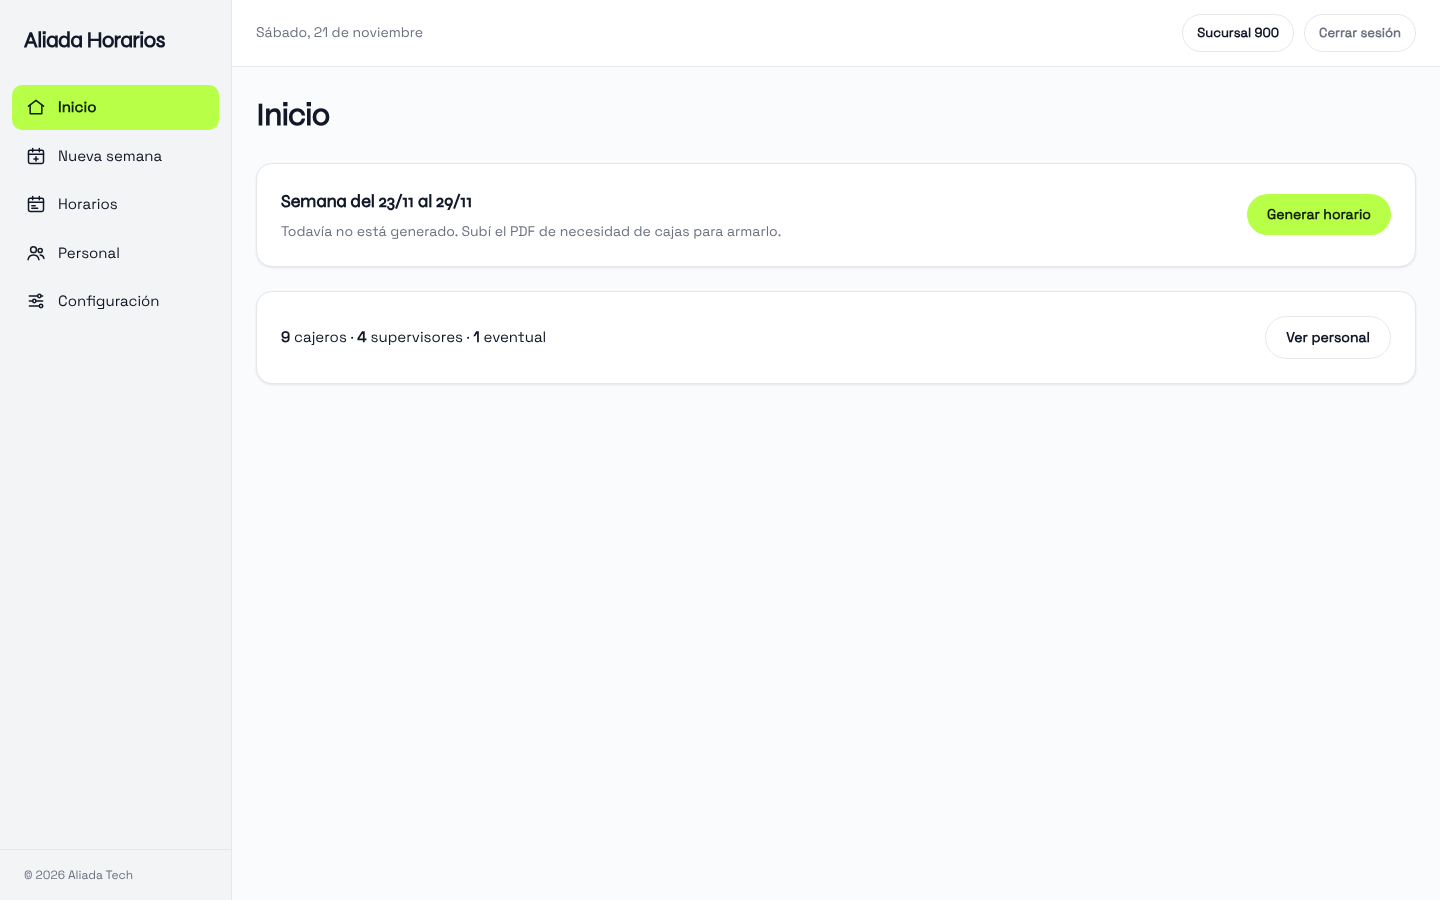 Aliada Horarios
Inicio
Nueva semana
Horarios
Personal
Configuración
© 2026 Aliada Tech
Sábado, 21 de noviembre
Sucursal 900
Cerrar sesión
Inicio
Semana del 23/11 al 29/11
Todavía no está generado. Subí el PDF de necesidad de cajas para armarlo.
Generar horario
9 cajeros · 4 supervisores · 1 eventual
Ver personal